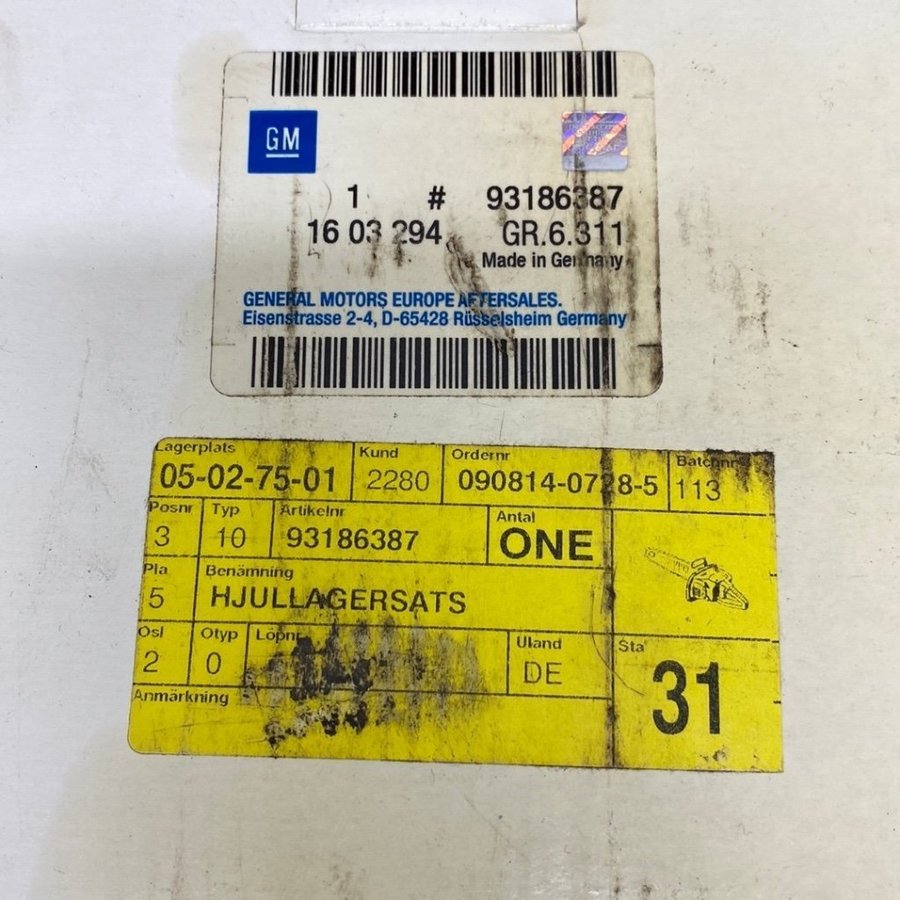 GM
1 # 93186387
16 03 294 GR.6.311
Made in Germany
GENERAL MOTORS EUROPE AFTERSALES.
Eisenstrasse 2-4, D-65428 Rüsselsheim Germany
Lagerplats Kund Ordernr Batchnr
05-02-75-01 2280 090814-0728-5 113
Posnr Typ Artikelnr Antal
3 10 93186387 ONE
Pla Benämning
5 HJULLAGERSATS
Osl Otyp Löpnr Uland Sta
2 0 DE 31
Anmärkning